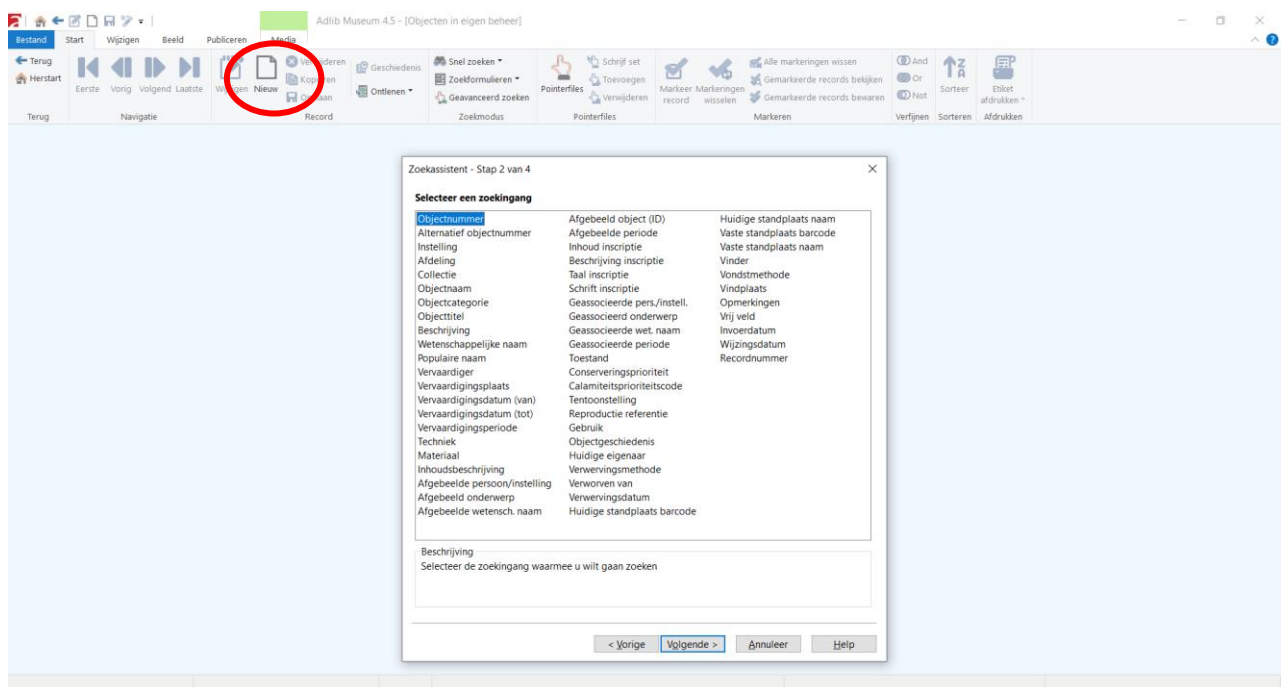 Adlib Museum 4.5 - [Objecten in eigen beheer]
Bestand Start Wijzigen Beeld Publiceren Media
Terug
Herstart
Terug
Eerste Vorig Volgend Laatste
Navigatie
Wijzigen Nieuw
Verwijderen
Kopiëren
Opslaan
Geschiedenis
Ontlenen
Record
Snel zoeken
Zoekformulieren
Geavanceerd zoeken
Zoekmodus
Pointerfiles
Schrijf set
Toevoegen
Verwijderen
Pointerfiles
Markeer record
Markeringen wisselen
Alle markeringen wissen
Gemarkeerde records bekijken
Gemarkeerde records bewaren
Markeren
And
Or
Not
Verfijnen
Sorteer
Sorteren
Etiket afdrukken
Afdrukken
Zoekassistent - Stap 2 van 4
Selecteer een zoekingang
Objectnummer
Alternatief objectnummer
Instelling
Afdeling
Collectie
Objectnaam
Objectcategorie
Objecttitel
Beschrijving
Wetenschappelijke naam
Populaire naam
Vervaardiger
Vervaardigingsplaats
Vervaardigingsdatum (van)
Vervaardigingsdatum (tot)
Vervaardigingsperiode
Techniek
Materiaal
Inhoudsbeschrijving
Afgebeelde persoon/instelling
Afgebeeld onderwerp
Afgebeelde wetensch. naam
Afgebeeld object (ID)
Afgebeelde periode
Inhoud inscriptie
Beschrijving inscriptie
Taal inscriptie
Schrift inscriptie
Geassocieerde pers./instell.
Geassocieerd onderwerp
Geassocieerde wet. naam
Geassocieerde periode
Toestand
Conserveringsprioriteit
Calamiteitsprioriteitscode
Tentoonstelling
Reproductie referentie
Gebruik
Objectgeschiedenis
Huidige eigenaar
Verwervingsmethode
Verworven van
Verwervingsdatum
Huidige standplaats barcode
Huidige standplaats naam
Vaste standplaats barcode
Vaste standplaats naam
Vinder
Vondstmethode
Vindplaats
Opmerkingen
Vrij veld
Invoerdatum
Wijzingsdatum
Recordnummer
Beschrijving
Selecteer de zoekingang waarmee u wilt gaan zoeken
< Vorige Volgende > Annuleer Help